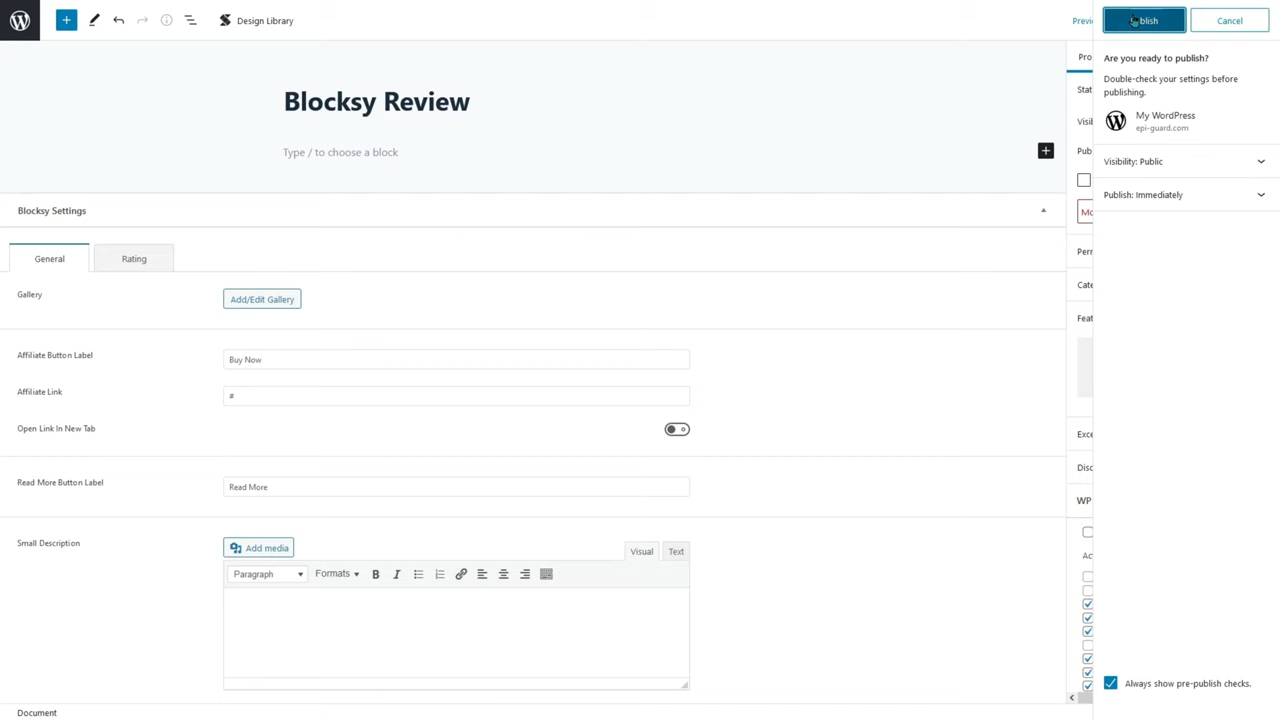 Design Library
Previ
blish
Cancel
Blocksy Review
Type / to choose a block
Blocksy Settings
General
Rating
Gallery
Add/Edit Gallery
Affiliate Button Label
Buy Now
Affiliate Link
#
Open Link In New Tab
Read More Button Label
Read More
Small Description
Add media
Visual
Text
Paragraph
Formats
B
I
Document
Pro
Stat
Visi
Pub
Mo
Perr
Cate
Feat
Exce
Disc
WP
Ac
Are you ready to publish?
Double-check your settings before
publishing.
My WordPress
epi-guard.com
Visibility: Public
Publish: Immediately
Always show pre-publish checks.